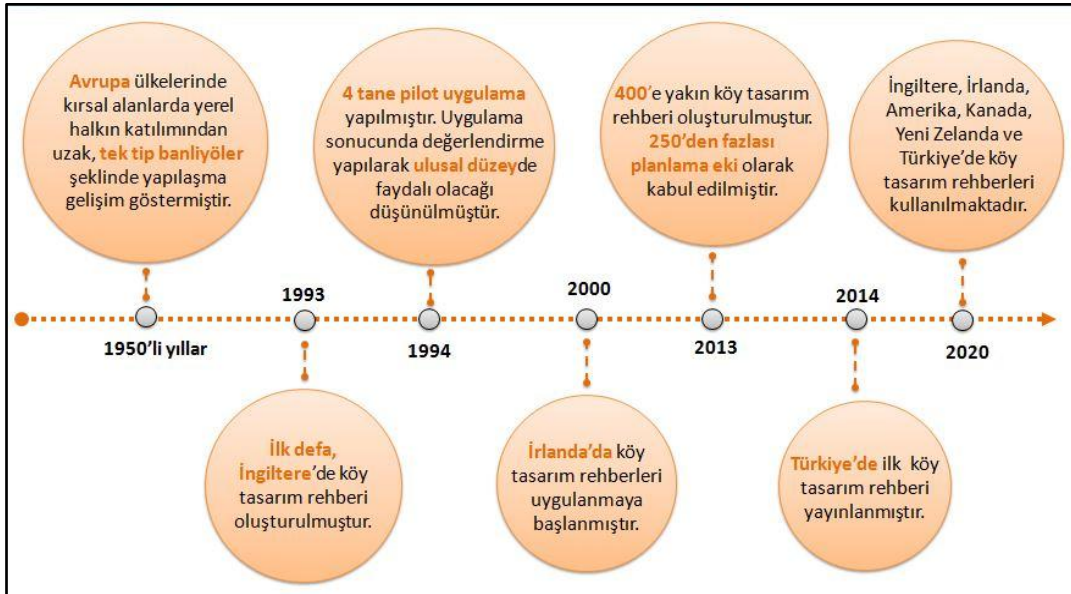 Avrupa ülkelerinde
kırsal alanlarda yerel
halkın katılımından
uzak, tek tip banliyöler
şeklinde yapılaşma
gelişim göstermiştir.
4 tane pilot uygulama
yapılmıştır. Uygulama
sonucunda değerlendirme
yapılarak ulusal düzeyde
faydalı olacağı
düşünülmüştür.
400'e yakın köy tasarım
rehberi oluşturulmuştur.
250'den fazlası
planlama eki olarak
kabul edilmiştir.
İngiltere, İrlanda,
Amerika, Kanada,
Yeni Zelanda ve
Türkiye'de köy
tasarım rehberleri
kullanılmaktadır.
1950'li yıllar
1993
1994
2000
2013
2014
2020
İlk defa,
İngiltere'de köy
tasarım rehberi
oluşturulmuştur.
İrlanda'da köy
tasarım rehberleri
uygulanmaya
başlanmıştır.
Türkiye'de ilk köy
tasarım rehberi
yayınlanmıştır.